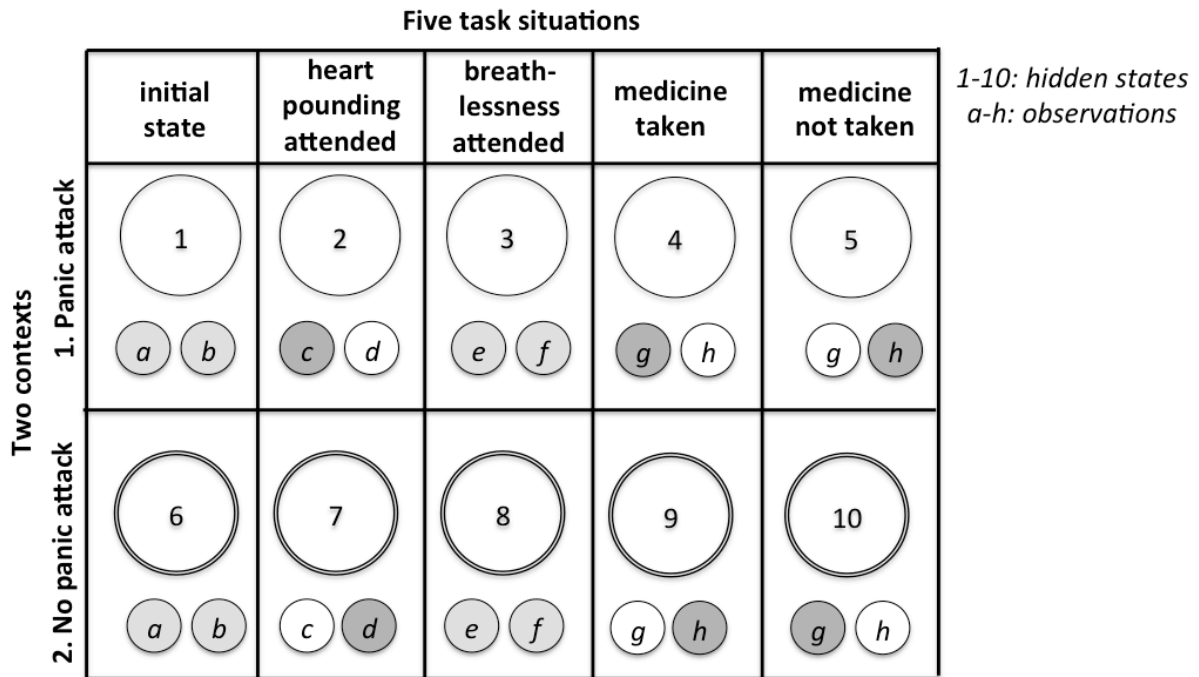 Five task situations
initial
state
heart
pounding
attended
breath-
lessness
attended
medicine
taken
medicine
not taken
1-10: hidden states
a-h: observations
Two contexts
1. Panic attack
1
2
3
4
5
a b
c d
e f
g h
g h
2. No panic attack
6
7
8
9
10
a b
c d
e f
g h
g h